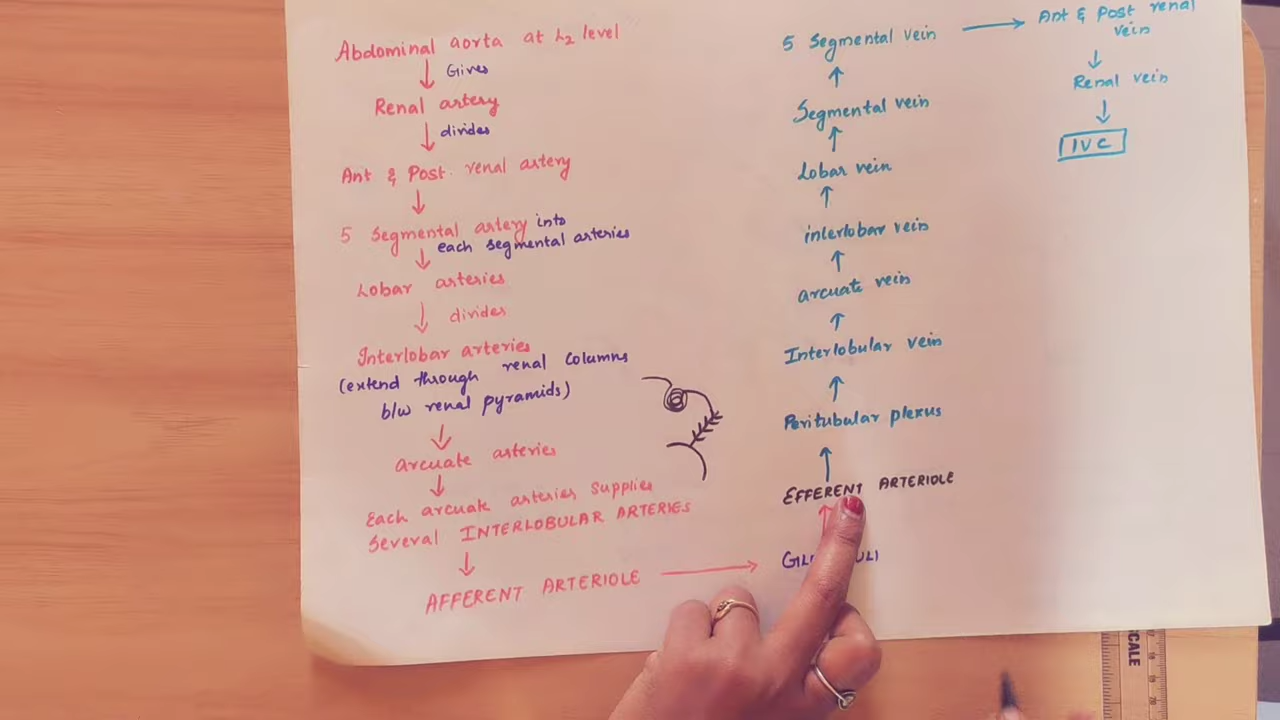 Abdominal aorta at L2 level
Gives
Renal artery
divides
Ant & Post. renal artery
5 Segmental artery into
each segmental arteries
Lobar arteries
divides
Interlobar arteries
(extend through renal columns
b/w renal pyramids)
arcuate arteries
Each arcuate arteries supplies
Several INTERLOBULAR ARTERIES
AFFERENT ARTERIOLE
5 Segmental vein
Segmental vein
Lobar vein
interlobar vein
arcuate vein
Interlobular vein
Peritubular plexus
EFFERENT ARTERIOLE
Ant & Post renal
vein
Renal vein
IVC
SCALE